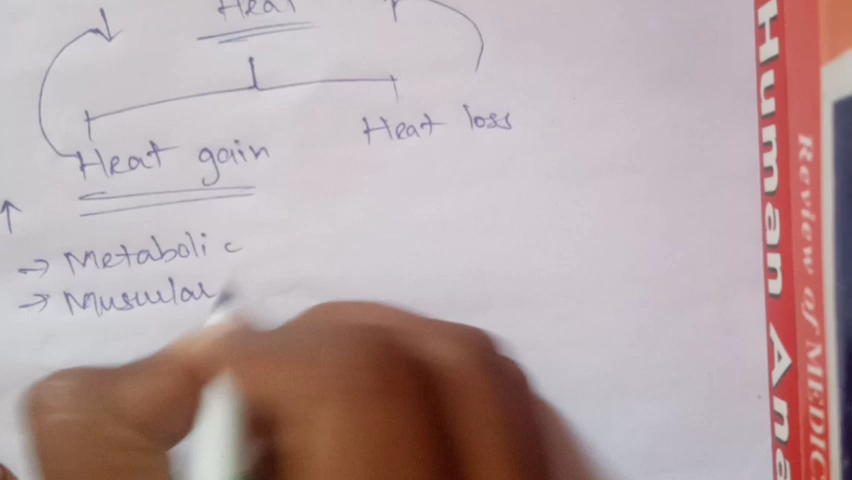 Heat
Heat loss
Heat gain
↑
→ Metabolic
→ Muscular
Human Ana
Review of MEDIC